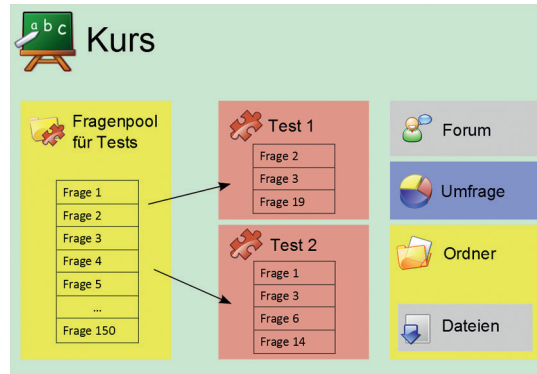 a b c
Kurs
Fragenpool
für Tests
Frage 1
Frage 2
Frage 3
Frage 4
Frage 5
...
Frage 150
Test 1
Frage 2
Frage 3
Frage 19
Test 2
Frage 1
Frage 3
Frage 6
Frage 14
Forum
Umfrage
Ordner
Dateien